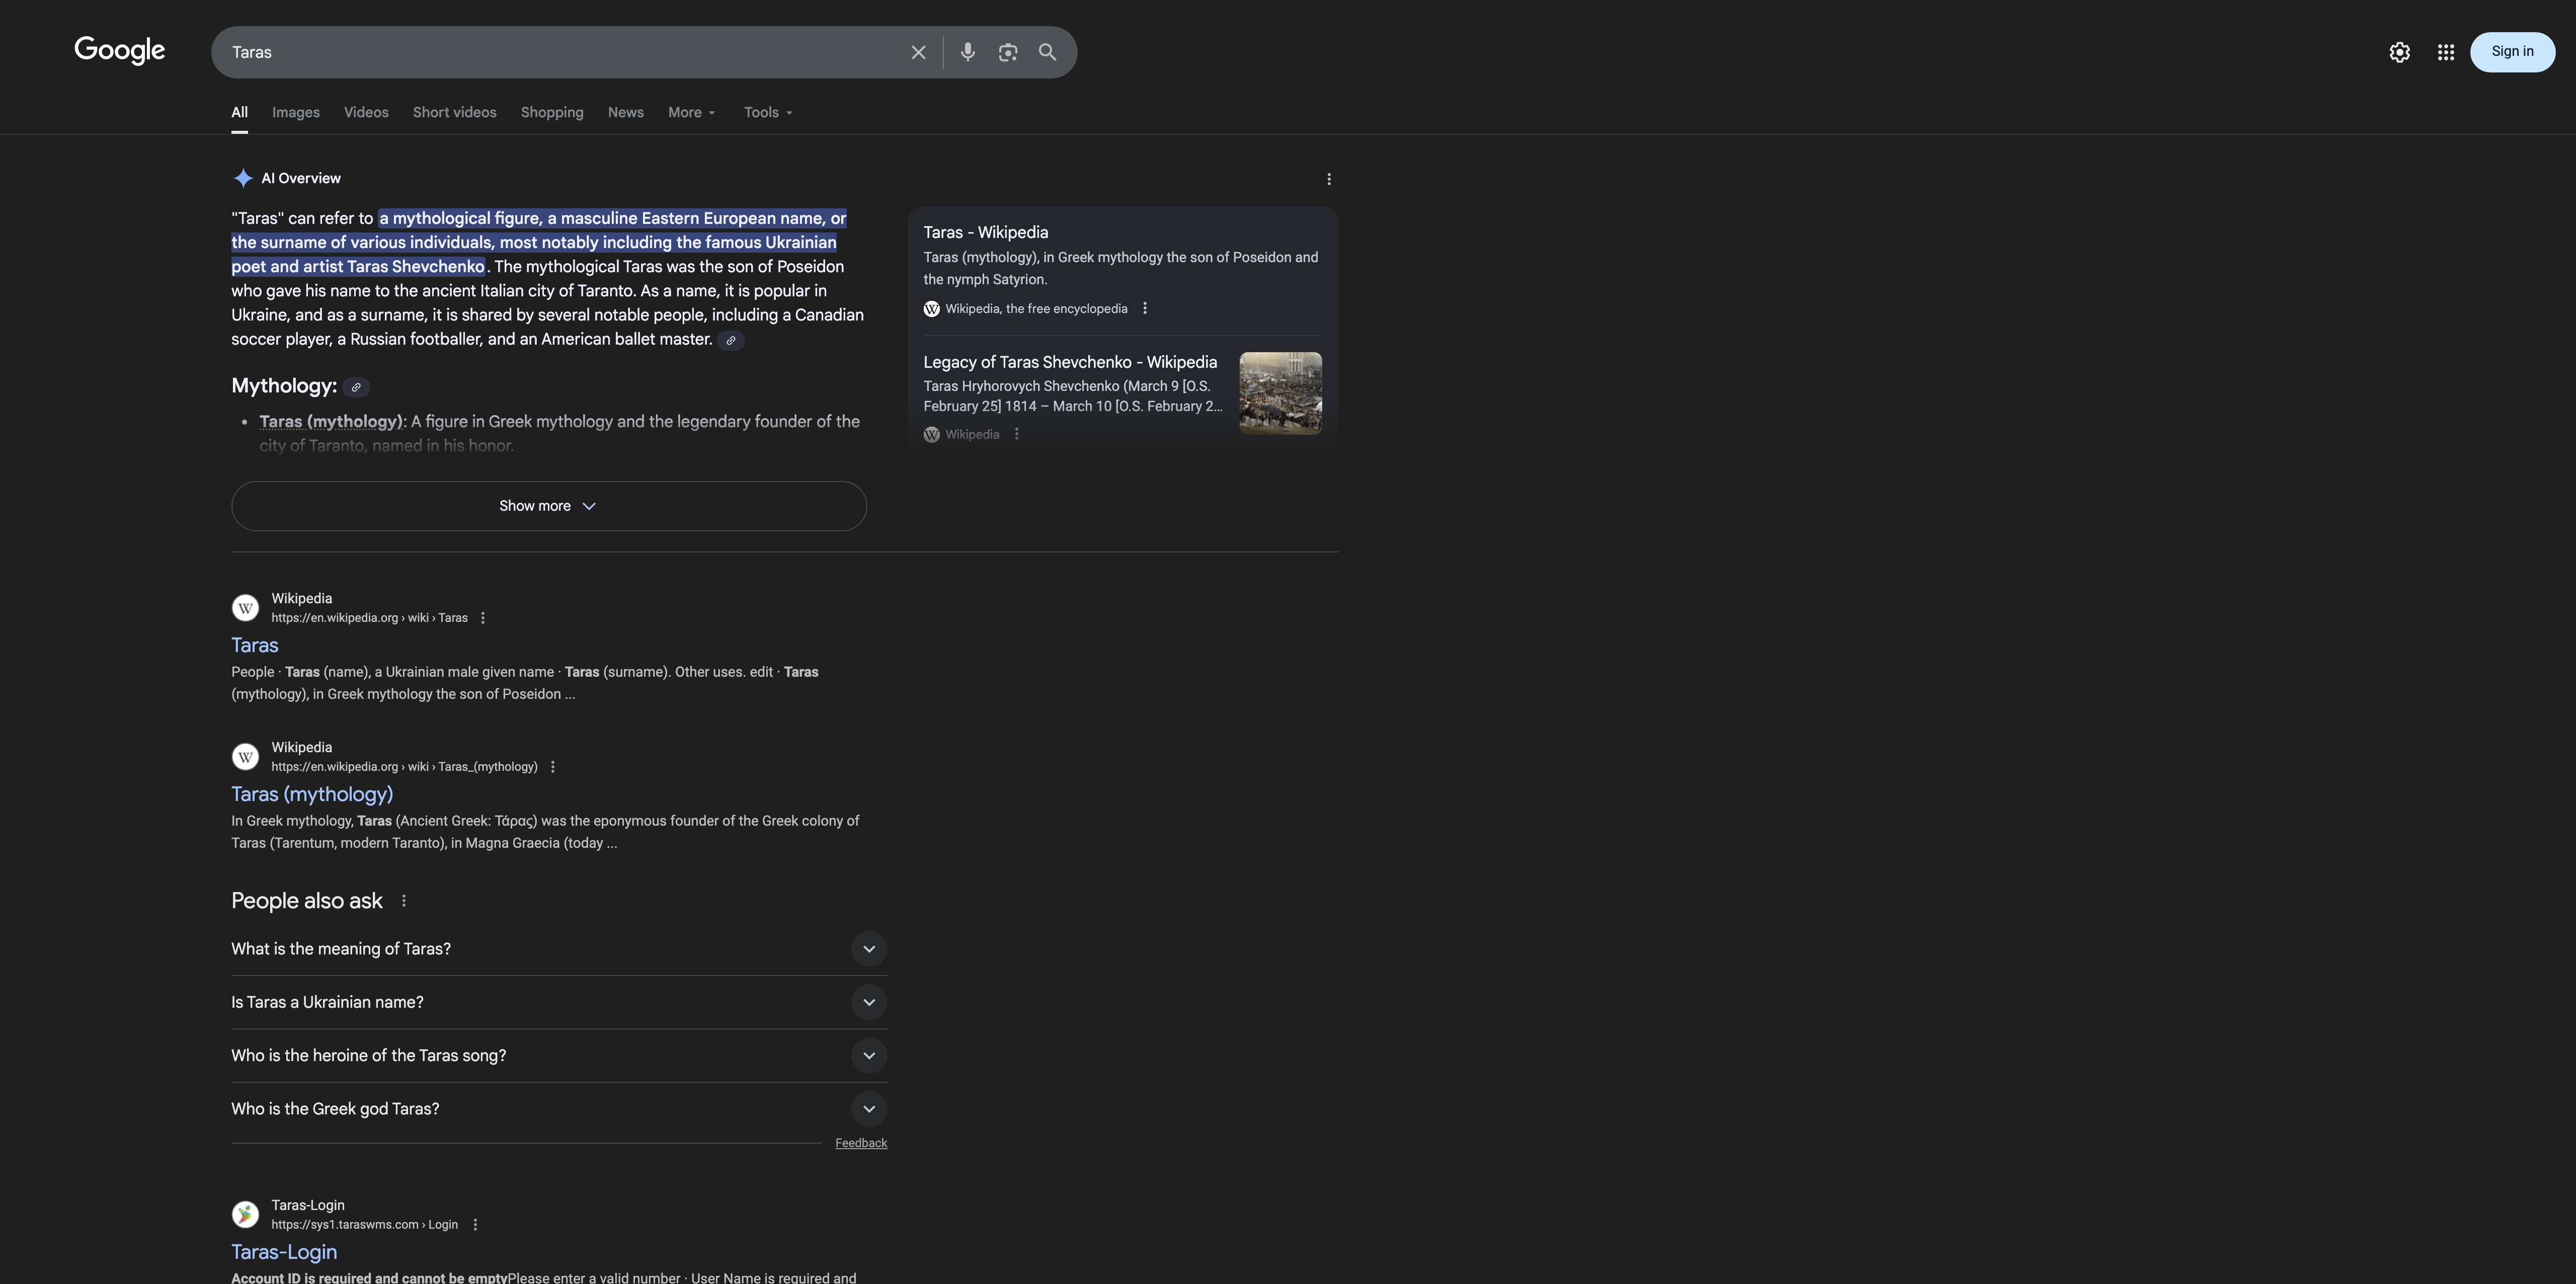 Google
Taras
Sign in
All Images Videos Short videos Shopping News More Tools
AI Overview
"Taras" can refer to a mythological figure, a masculine Eastern European name, or
the surname of various individuals, most notably including the famous Ukrainian
poet and artist Taras Shevchenko. The mythological Taras was the son of Poseidon
who gave his name to the ancient Italian city of Taranto. As a name, it is popular in
Ukraine, and as a surname, it is shared by several notable people, including a Canadian
soccer player, a Russian footballer, and an American ballet master.
Mythology:
• Taras (mythology): A figure in Greek mythology and the legendary founder of the
city of Taranto, named in his honor.
Show more
Taras - Wikipedia
Taras (mythology), in Greek mythology the son of Poseidon and
the nymph Satyrion.
W Wikipedia, the free encyclopedia
Legacy of Taras Shevchenko - Wikipedia
Taras Hryhorovych Shevchenko (March 9 [O.S.
February 25] 1814 – March 10 [O.S. February 2...
W Wikipedia
W
Wikipedia
https://en.wikipedia.org › wiki › Taras
Taras
People · Taras (name), a Ukrainian male given name · Taras (surname). Other uses. edit · Taras
(mythology), in Greek mythology the son of Poseidon ...
W
Wikipedia
https://en.wikipedia.org › wiki › Taras_(mythology)
Taras (mythology)
In Greek mythology, Taras (Ancient Greek: Τάρας) was the eponymous founder of the Greek colony of
Taras (Tarentum, modern Taranto), in Magna Graecia (today ...
People also ask
What is the meaning of Taras?
Is Taras a Ukrainian name?
Who is the heroine of the Taras song?
Who is the Greek god Taras?
Feedback
Taras-Login
https://sys1.taraswms.com › Login
Taras-Login
Account ID is required and cannot be emptyPlease enter a valid number · User Name is required and